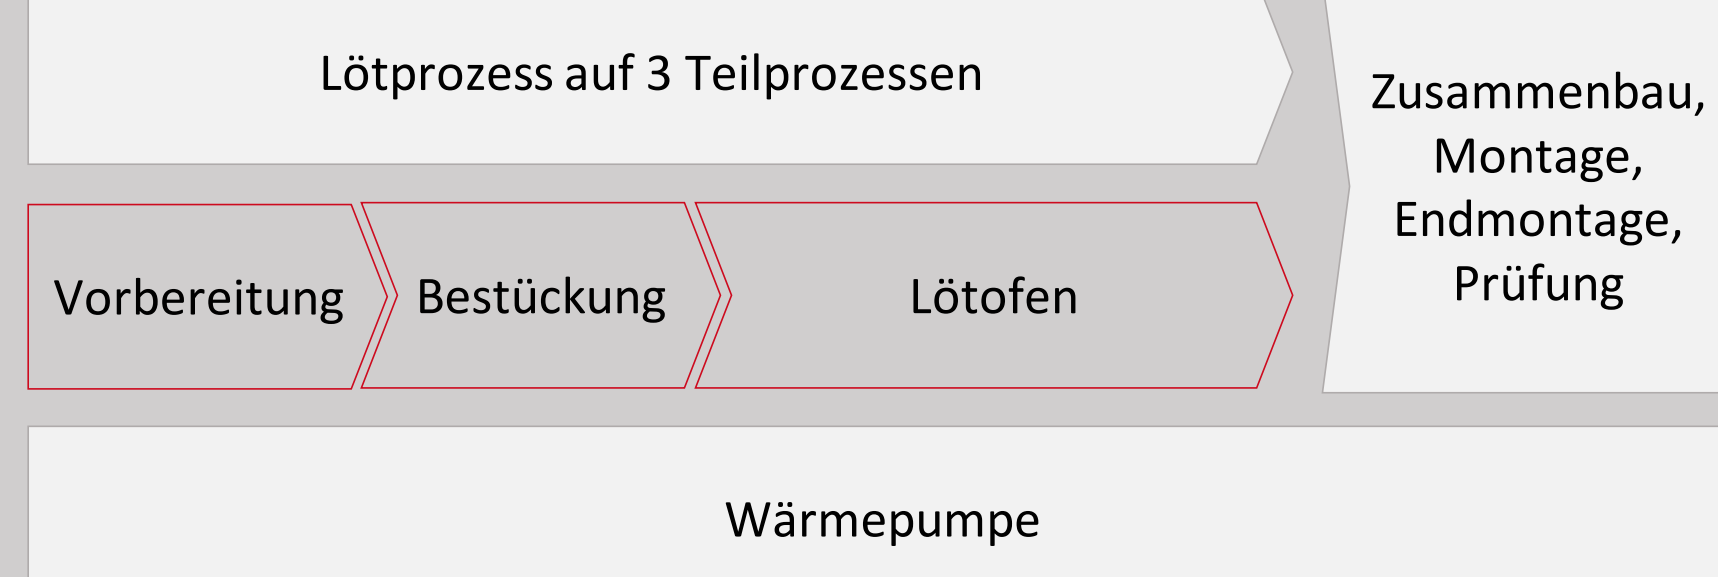 Lötprozess auf 3 Teilprozessen
Zusammenbau,
Montage,
Endmontage,
Prüfung
Vorbereitung
Bestückung
Lötofen
Wärmepumpe